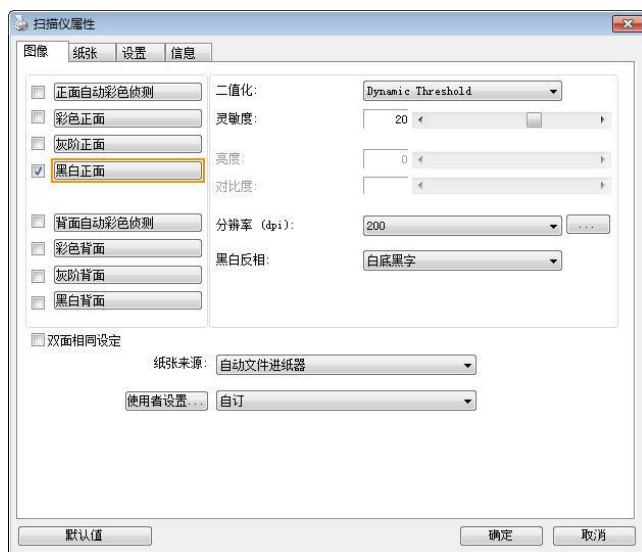 扫描仪属性
图像 纸张 设置 信息
正面自动彩色侦测
彩色正面
灰阶正面
黑白正面
背面自动彩色侦测
彩色背面
灰阶背面
黑白背面
二值化: Dynamic Threshold
灵敏度: 20
亮度: 0
对比度:
分辨率 (dpi): 200 ...
黑白反相: 白底黑字
双面相同设定
纸张来源: 自动文件进纸器
使用者设置... 自订
默认值 确定 取消